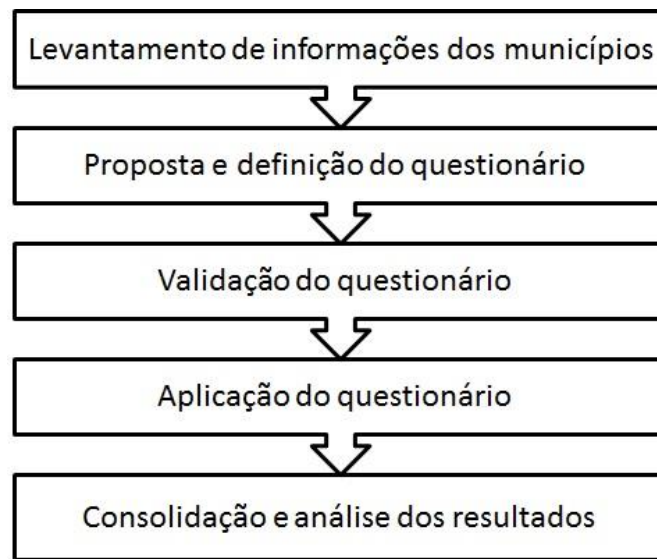 Levantamento de informações dos municípios
Proposta e definição do questionário
Validação do questionário
Aplicação do questionário
Consolidação e análise dos resultados